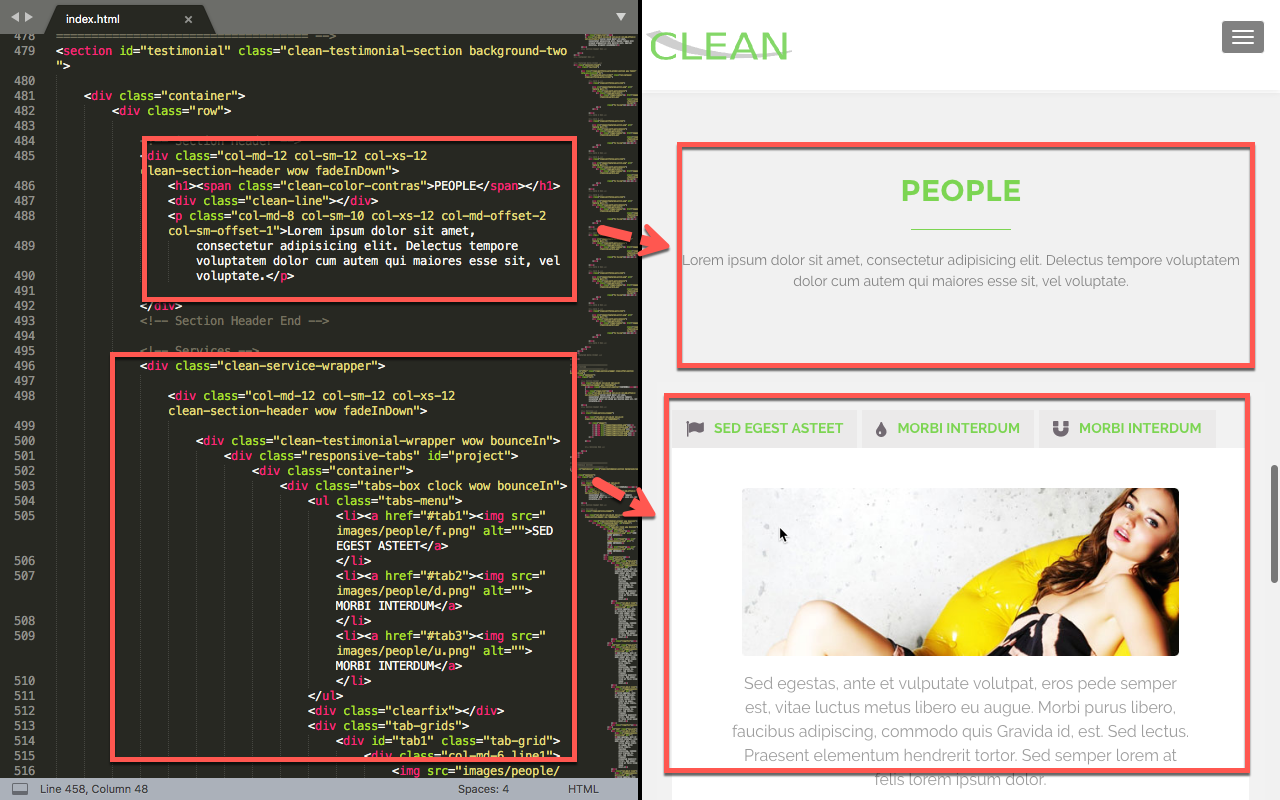 index.html
478 ==================================== -->
479 <section id="testimonial" class="clean-testimonial-section background-two
">
480
481 <div class="container">
482 <div class="row">
483
484 <!-- Section Header -->
485 <div class="col-md-12 col-sm-12 col-xs-12
clean-section-header wow fadeInDown">
486 <h1><span class="clean-color-contras">PEOPLE</span></h1>
487 <div class="clean-line"></div>
488 <p class="col-md-8 col-sm-10 col-xs-12 col-md-offset-2
col-sm-offset-1">Lorem ipsum dolor sit amet,
489 consectetur adipisicing elit. Delectus tempore
voluptatem dolor cum autem qui maiores esse sit, vel
490 voluptate.</p>
491
492 </div>
493 <!-- Section Header End -->
494
495 <!-- Services -->
496 <div class="clean-service-wrapper">
497
498 <div class="col-md-12 col-sm-12 col-xs-12
clean-section-header wow fadeInDown">
499
500 <div class="clean-testimonial-wrapper wow bounceIn">
501 <div class="responsive-tabs" id="project">
502 <div class="container">
503 <div class="tabs-box clock wow bounceIn">
504 <ul class="tabs-menu">
505 <li><a href="#tab1"><img src="
images/people/f.png" alt="">SED
EGEST ASTEET</a>
506 </li>
507 <li><a href="#tab2"><img src="
images/people/d.png" alt="">
MORBI INTERDUM</a>
508 </li>
509 <li><a href="#tab3"><img src="
images/people/u.png" alt="">
MORBI INTERDUM</a>
510 </li>
511 </ul>
512 <div class="clearfix"></div>
513 <div class="tab-grids">
514 <div id="tab1" class="tab-grid">
515 <div class="col-md-6 line1">
516 <img src="images/people/
Line 458, Column 48
Spaces: 4
HTML
CLEAN
PEOPLE
Lorem ipsum dolor sit amet, consectetur adipisicing elit. Delectus tempore voluptatem
dolor cum autem qui maiores esse sit, vel voluptate.
SED EGEST ASTEET
MORBI INTERDUM
MORBI INTERDUM
Sed egestas, ante et vulputate volutpat, eros pede semper
est, vitae luctus metus libero eu augue. Morbi purus libero,
faucibus adipiscing, commodo quis Gravida id, est. Sed lectus.
Praesent elementum hendrerit tortor. Sed semper lorem at
felis lorem ipsum dolor.